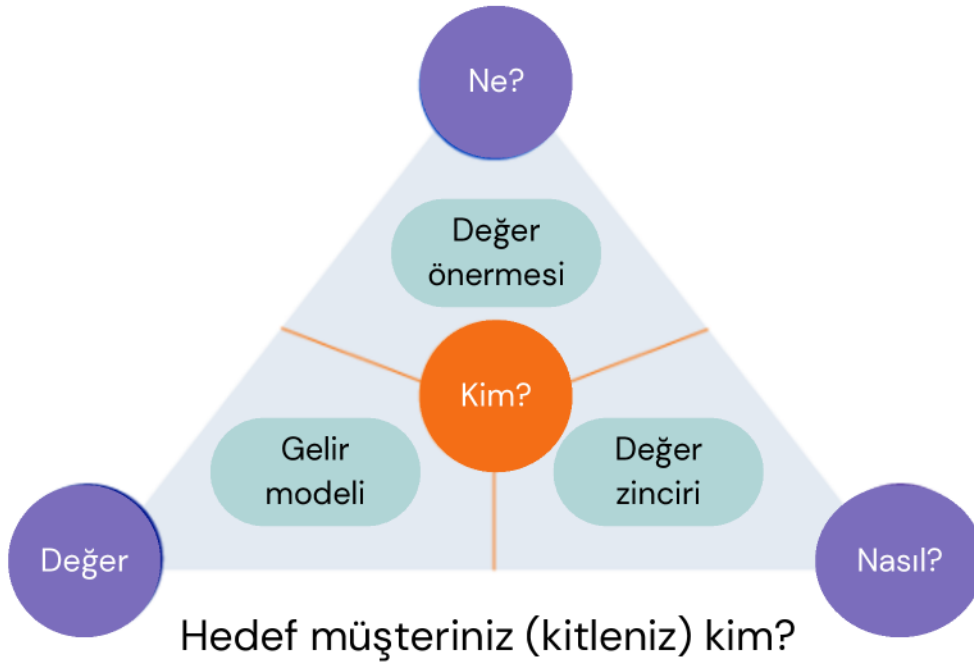 Ne?
Değer
önermesi
Kim?
Gelir
modeli
Değer
zinciri
Değer
Nasıl?
Hedef müşteriniz (kitleniz) kim?